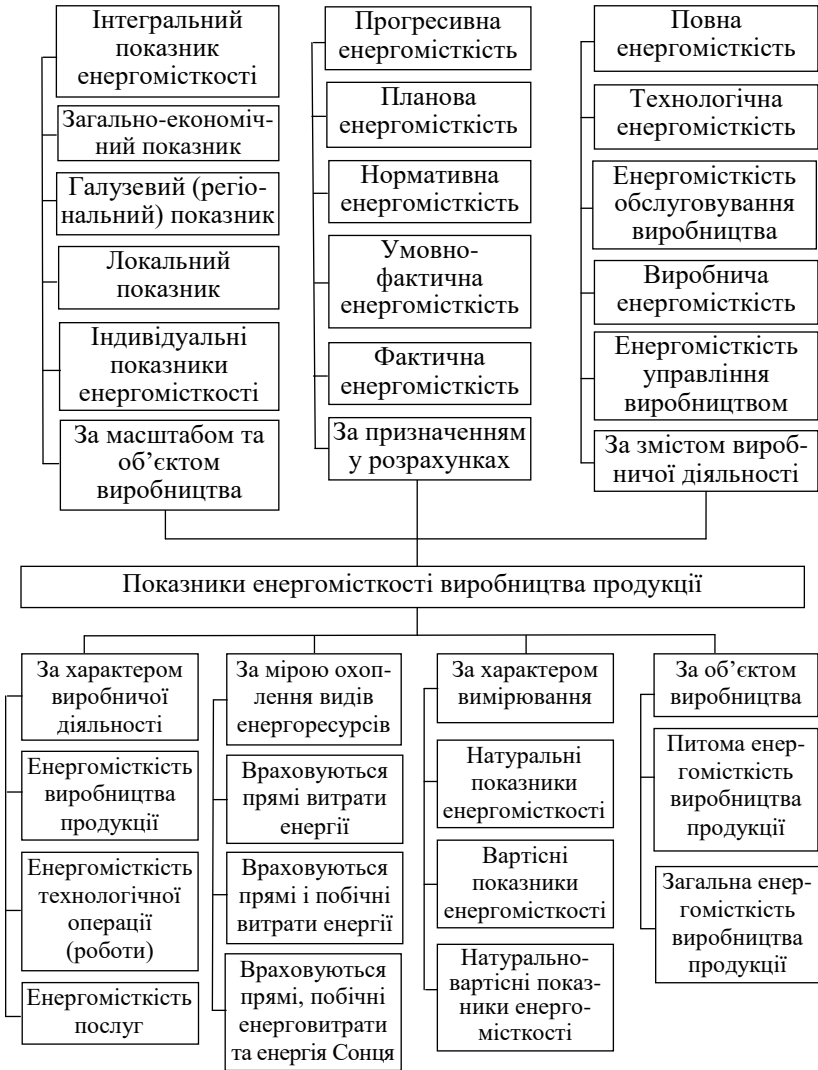 Інтегральний
показник
енергомісткості
Загально-економіч-
ний показник
Галузевий (регіо-
нальний) показник
Локальний
показник
Індивідуальні
показники
енергомісткості
За масштабом та
об’єктом
виробництва
Прогресивна
енергомісткість
Планова
енергомісткість
Нормативна
енергомісткість
Умовно-
фактична
енергомісткість
Фактична
енергомісткість
За призначенням
у розрахунках
Повна
енергомісткість
Технологічна
енергомісткість
Енергомісткість
обслуговування
виробництва
Виробнича
енергомісткість
Енергомісткість
управління
виробництвом
За змістом вироб-
ничої діяльності
Показники енергомісткості виробництва продукції
За характером
виробничої
діяльності
Енергомісткість
виробництва
продукції
Енергомісткість
технологічної
операції
(роботи)
Енергомісткість
послуг
За мірою охоп-
лення видів
енергоресурсів
Враховуються
прямі витрати
енергії
Враховуються
прямі і побічні
витрати енергії
Враховуються
прямі, побічні
енерговитрати
та енергія Сонця
За характером
вимірювання
Натуральні
показники
енергомісткості
Вартісні
показники
енергомісткості
Натурально-
вартісні показ-
ники енерго-
місткості
За об’єктом
виробництва
Питома енер-
гомісткість
виробництва
продукції
Загальна енер-
гомісткість
виробництва
продукції